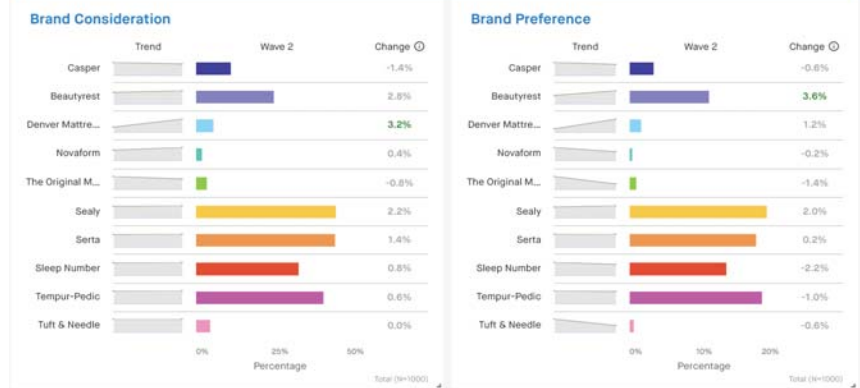 Brand Consideration
Trend Wave 2 Change
Casper -1.4%
Beautyrest 2.8%
Denver Mattre... 3.2%
Novaform 0.4%
The Original M... -0.8%
Sealy 2.2%
Serta 1.4%
Sleep Number 0.8%
Tempur-Pedic 0.6%
Tuft & Needle 0.0%
0% 25% 50%
Percentage
Total (N=1000)
Brand Preference
Trend Wave 2 Change
Casper -0.6%
Beautyrest 3.6%
Denver Mattre... 1.2%
Novaform -0.2%
The Original M... -1.4%
Sealy 2.0%
Serta 0.2%
Sleep Number -2.2%
Tempur-Pedic -1.0%
Tuft & Needle -0.6%
0% 10% 20%
Percentage
Total (N=1000)